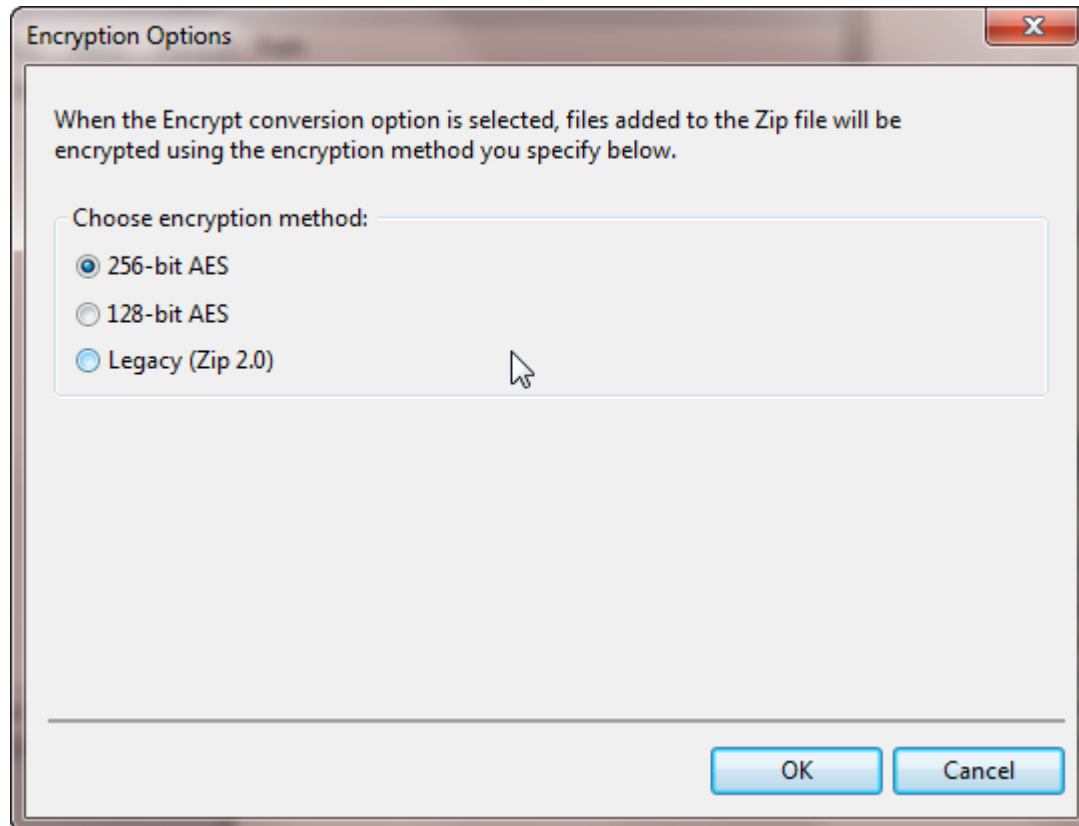 Encryption Options
When the Encrypt conversion option is selected, files added to the Zip file will be
encrypted using the encryption method you specify below.
Choose encryption method:
256-bit AES
128-bit AES
Legacy (Zip 2.0)
OK
Cancel